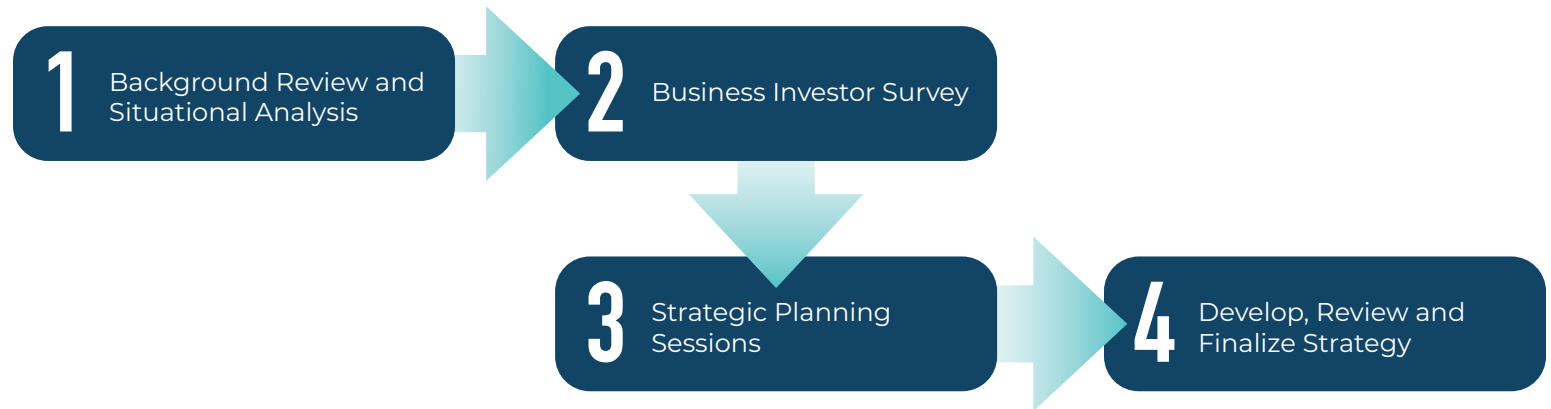 1
Background Review and
Situational Analysis
2
Business Investor Survey
3
Strategic Planning
Sessions
4
Develop, Review and
Finalize Strategy